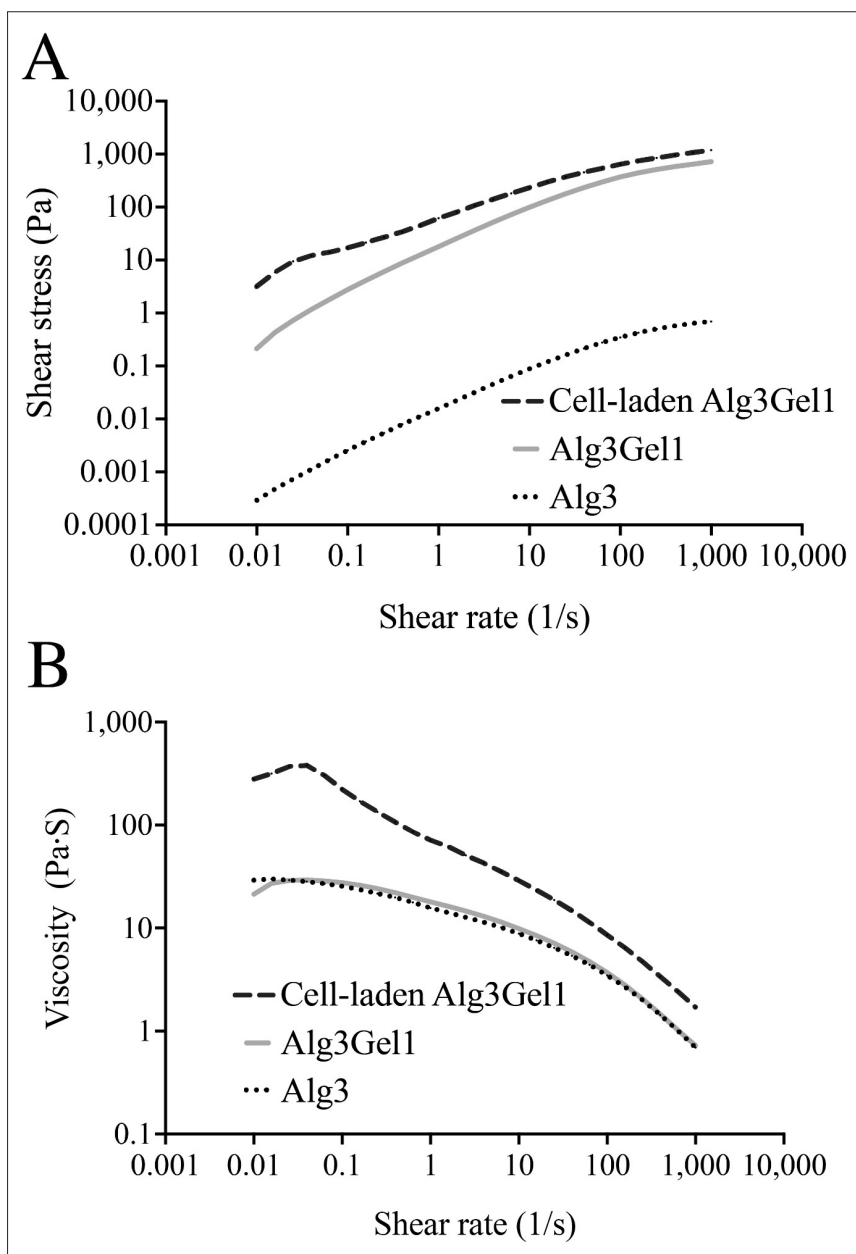 A
10,000
1,000
100
10
1
0.1
0.01
0.001
0.0001
Shear stress (Pa)
Cell-laden Alg3Gel1
Alg3Gel1
Alg3
0.001 0.01 0.1 1 10 100 1,000 10,000
Shear rate (1/s)
B
1,000
100
10
1
0.1
Viscosity (Pa·S)
Cell-laden Alg3Gel1
Alg3Gel1
Alg3
0.001 0.01 0.1 1 10 100 1,000 10,000
Shear rate (1/s)